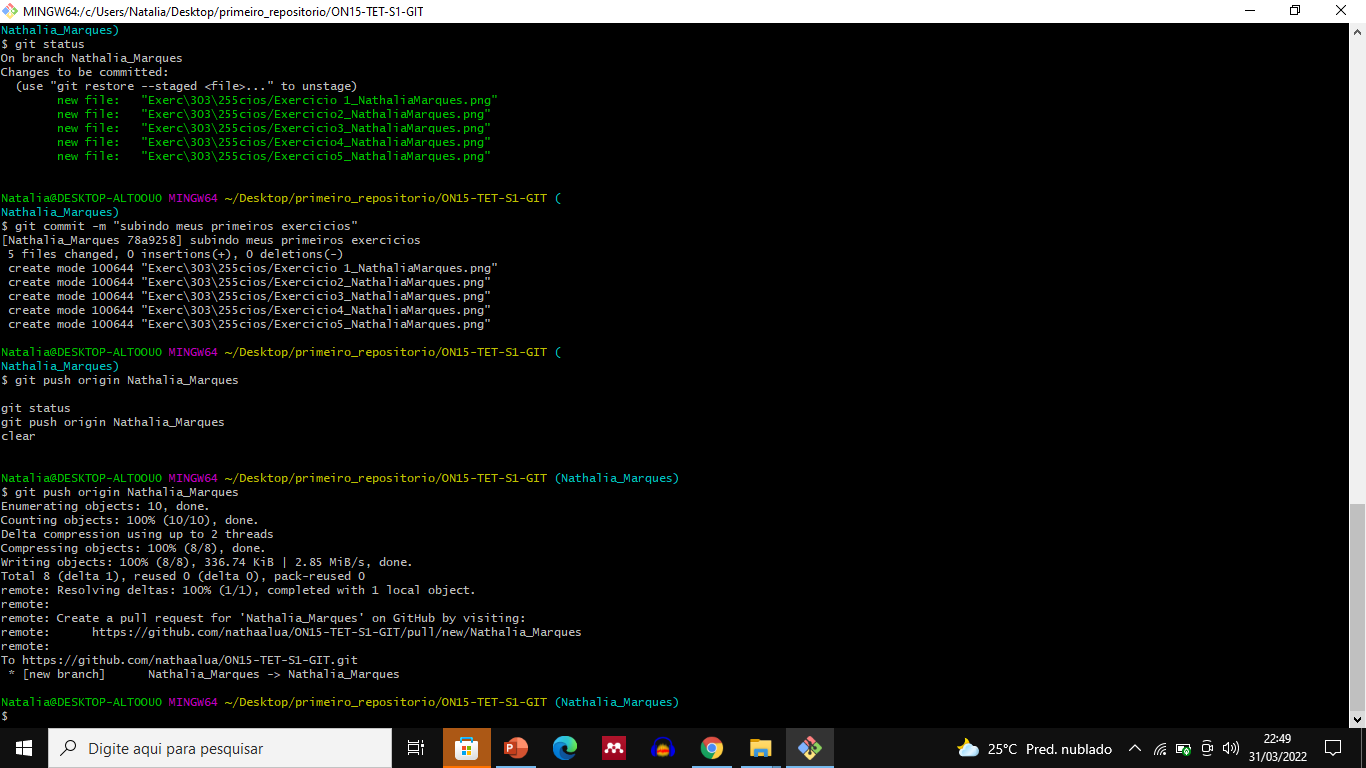 MINGW64:/c/Users/Natalia/Desktop/primeiro_repositorio/ON15-TET-S1-GIT
Nathalia_Marques)
$ git status
On branch Nathalia_Marques
Changes to be committed:
  (use "git restore --staged <file>..." to unstage)
        new file:   "Exerc\303\255cios/Exercicio 1_NathaliaMarques.png"
        new file:   "Exerc\303\255cios/Exercicio2_NathaliaMarques.png"
        new file:   "Exerc\303\255cios/Exercicio3_NathaliaMarques.png"
        new file:   "Exerc\303\255cios/Exercicio4_NathaliaMarques.png"
        new file:   "Exerc\303\255cios/Exercicio5_NathaliaMarques.png"
Natalia@DESKTOP-ALTOOUO MINGW64 ~/Desktop/primeiro_repositorio/ON15-TET-S1-GIT (
Nathalia_Marques)
$ git commit -m "subindo meus primeiros exercicios"
[Nathalia_Marques 78a9258] subindo meus primeiros exercicios
 5 files changed, 0 insertions(+), 0 deletions(-)
 create mode 100644 "Exerc\303\255cios/Exercicio 1_NathaliaMarques.png"
 create mode 100644 "Exerc\303\255cios/Exercicio2_NathaliaMarques.png"
 create mode 100644 "Exerc\303\255cios/Exercicio3_NathaliaMarques.png"
 create mode 100644 "Exerc\303\255cios/Exercicio4_NathaliaMarques.png"
 create mode 100644 "Exerc\303\255cios/Exercicio5_NathaliaMarques.png"
Natalia@DESKTOP-ALTOOUO MINGW64 ~/Desktop/primeiro_repositorio/ON15-TET-S1-GIT (
Nathalia_Marques)
$ git push origin Nathalia_Marques
git status
git push origin Nathalia_Marques
clear
Natalia@DESKTOP-ALTOOUO MINGW64 ~/Desktop/primeiro_repositorio/ON15-TET-S1-GIT (Nathalia_Marques)
$ git push origin Nathalia_Marques
Enumerating objects: 10, done.
Counting objects: 100% (10/10), done.
Delta compression using up to 2 threads
Compressing objects: 100% (8/8), done.
Writing objects: 100% (8/8), 336.74 KiB | 2.85 MiB/s, done.
Total 8 (delta 1), reused 0 (delta 0), pack-reused 0
remote: Resolving deltas: 100% (1/1), completed with 1 local object.
remote:
remote: Create a pull request for 'Nathalia_Marques' on GitHub by visiting:
remote:      https://github.com/nathaalua/ON15-TET-S1-GIT/pull/new/Nathalia_Marques
remote:
To https://github.com/nathaalua/ON15-TET-S1-GIT.git
 * [new branch]      Nathalia_Marques -> Nathalia_Marques
Natalia@DESKTOP-ALTOOUO MINGW64 ~/Desktop/primeiro_repositorio/ON15-TET-S1-GIT (Nathalia_Marques)
$
Digite aqui para pesquisar
25°C Pred. nublado
22:49
31/03/2022